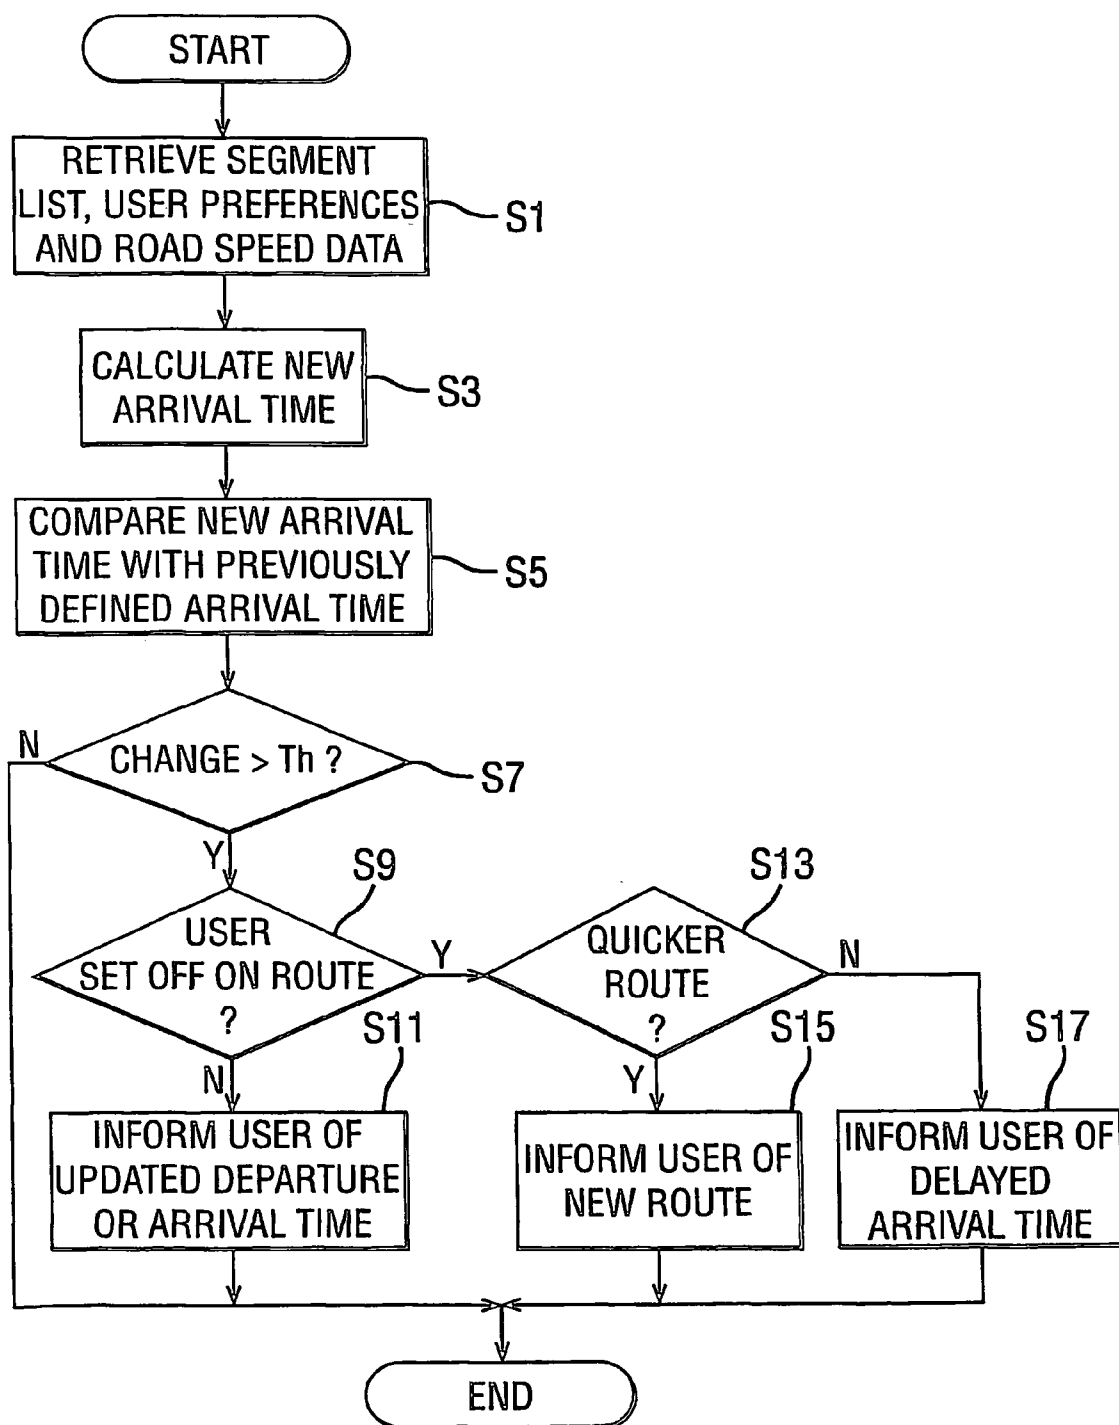 START
RETRIEVE SEGMENT
LIST, USER PREFERENCES
AND ROAD SPEED DATA
S1
CALCULATE NEW
ARRIVAL TIME
S3
COMPARE NEW ARRIVAL
TIME WITH PREVIOUSLY
DEFINED ARRIVAL TIME
S5
N
CHANGE > Th ?
S7
Y
S9
USER
SET OFF ON ROUTE
?
Y
N
S13
QUICKER
ROUTE
?
N
Y
S11
INFORM USER OF
UPDATED DEPARTURE
OR ARRIVAL TIME
S15
INFORM USER OF
NEW ROUTE
S17
INFORM USER OF
DELAYED
ARRIVAL TIME
END